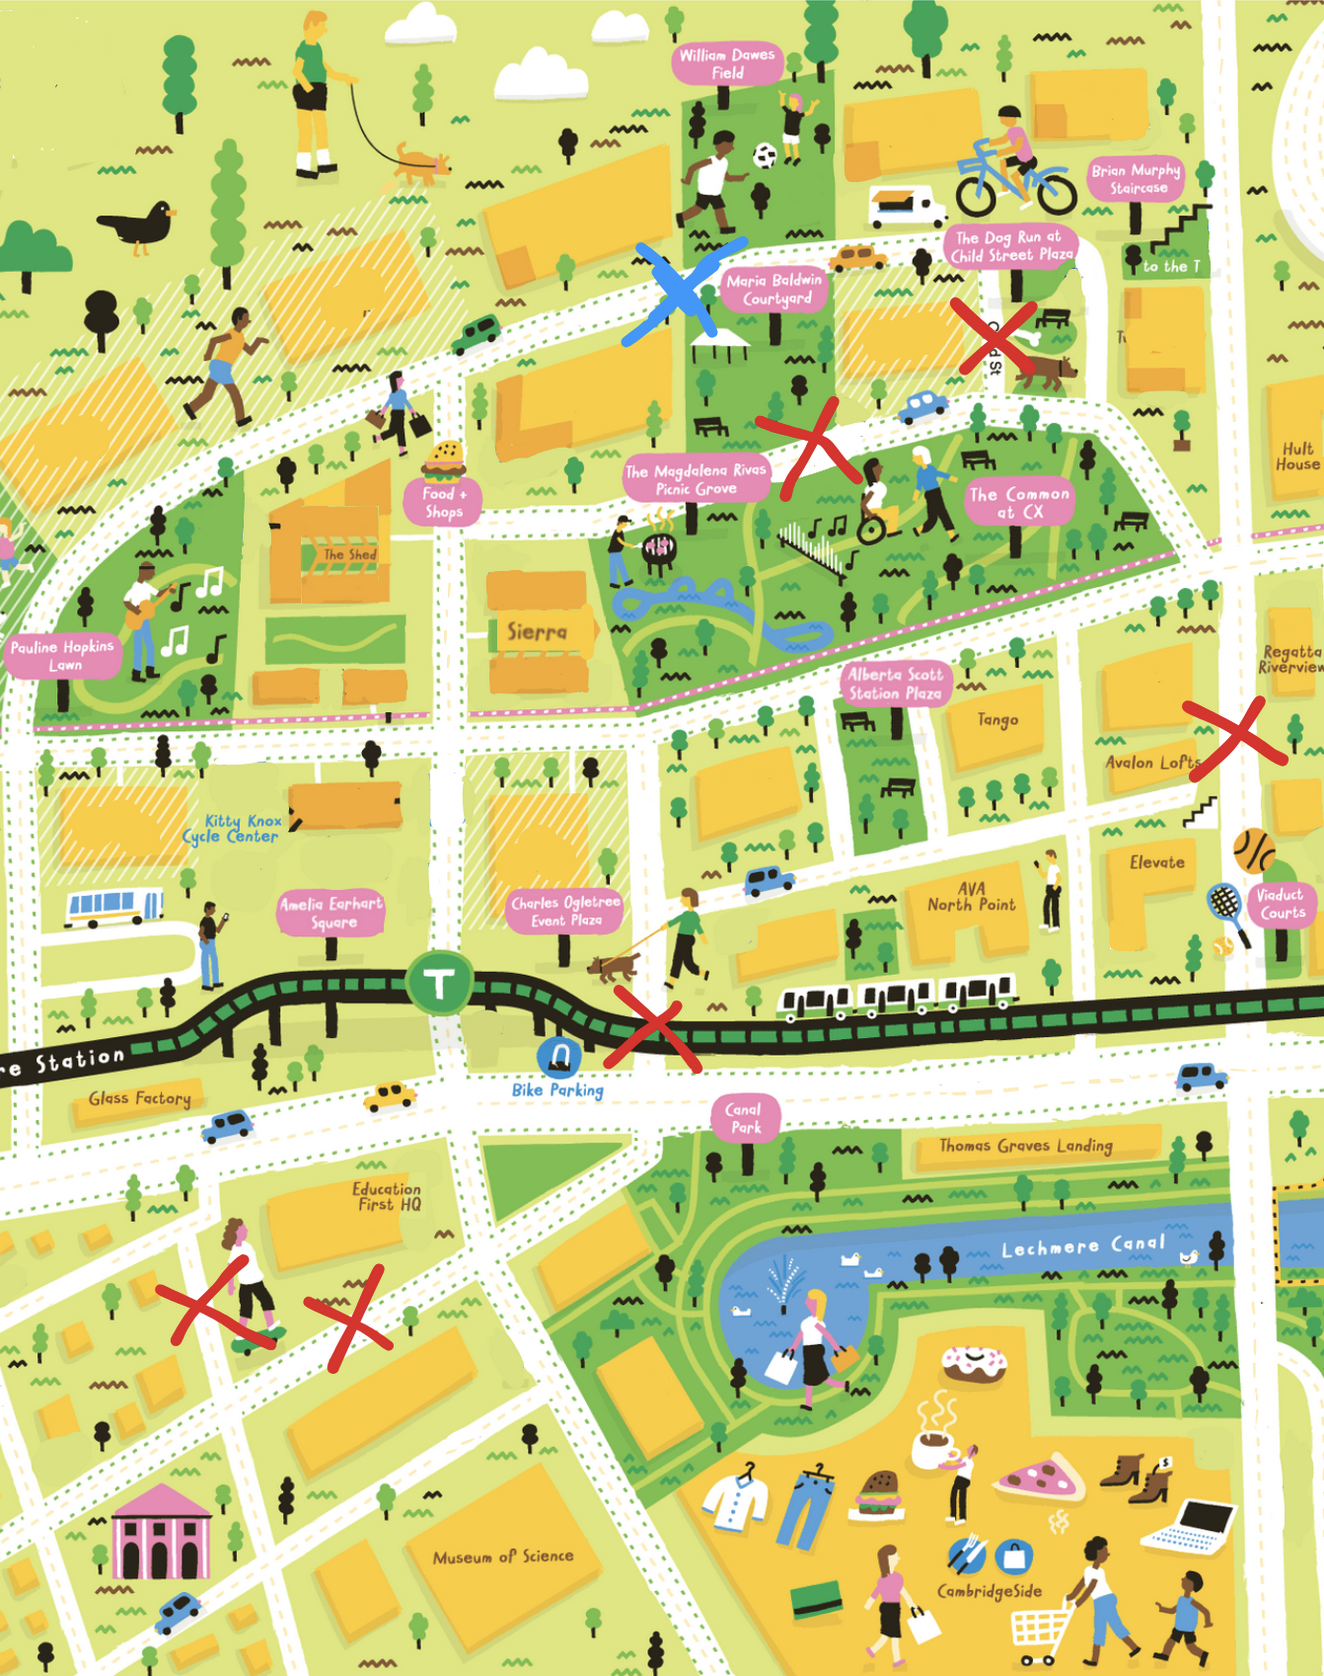 William Dawes
Field
Brian Murphy
Staircase
The Dog Run at
Child Street Plaza
to the T
Maria Baldwin
Courtyard
St
Hult
House
Food +
Shops
The Magdalena Rivas
Picnic Grove
The Common
at CX
The Shed
Sierra
Pauline Hopkins
Lawn
Regatta
Riverview
Alberta Scott
Station Plaza
Tango
Avalon Lofts
Kitty Knox
Cycle Center
Elevate
AVA
North Point
Viaduct
Courts
Amelia Earhart
Square
Charles Ogletree
Event Plaza
T
re Station
Bike Parking
Glass Factory
Canal
Park
Thomas Graves Landing
Education
First HQ
Lechmere Canal
$
Museum of Science
CambridgeSide